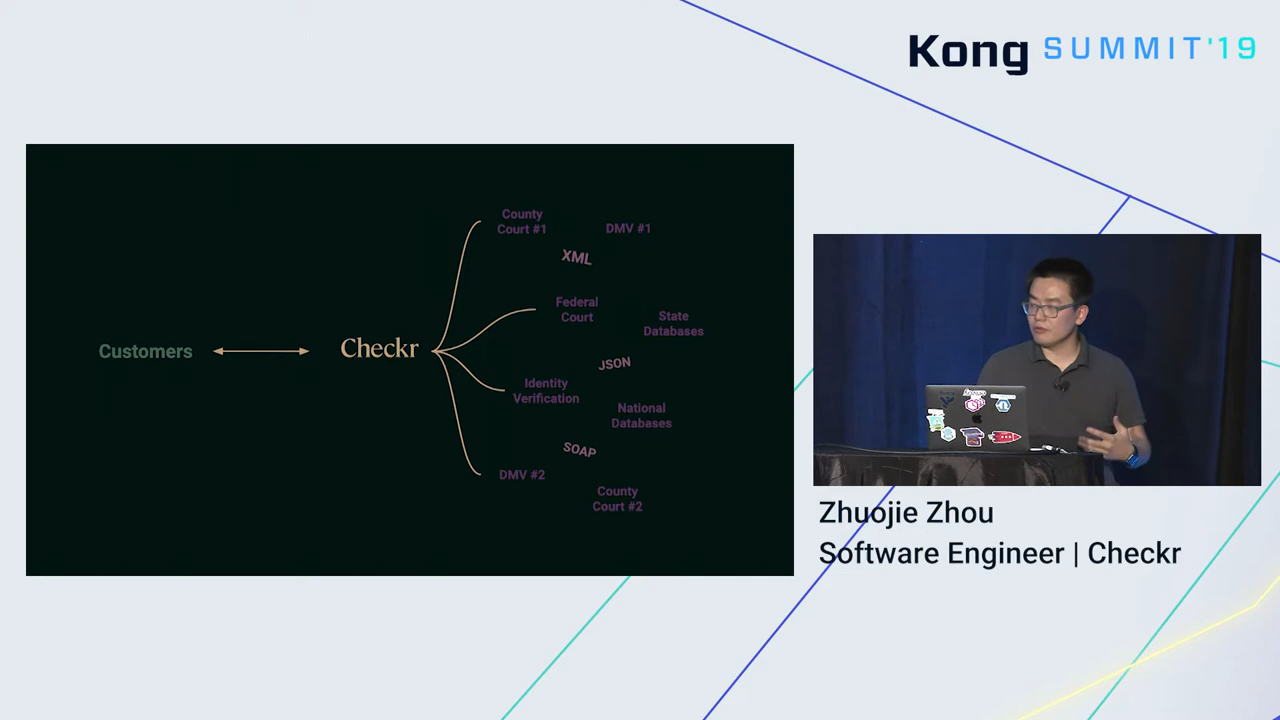 Kong SUMMIT'19
County
Court #1
DMV #1
XML
Federal
Court
State
Databases
Customers
Checkr
JSON
Identity
Verification
National
Databases
SOAP
DMV #2
County
Court #2
Zhuojie Zhou
Software Engineer | Checkr